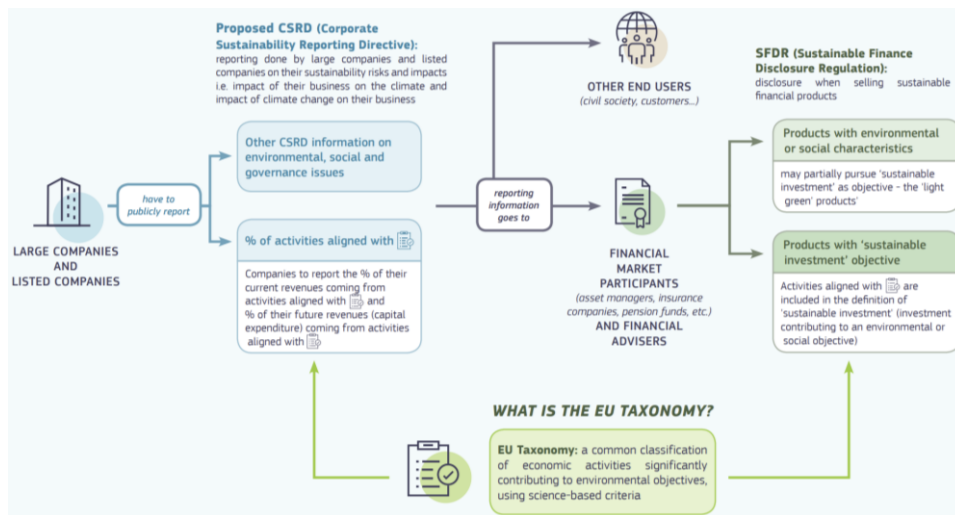 Proposed CSRD (Corporate
Sustainability Reporting Directive):
reporting done by large companies and listed
companies on their sustainability risks and impacts
i.e. impact of their business on the climate and
impact of climate change on their business
Other CSRD information on
environmental, social and
governance issues
LARGE COMPANIES
AND
LISTED COMPANIES
have to
publicly report
% of activities aligned with
Companies to report the % of their
current revenues coming from
activities aligned with and
% of their future revenues (capital
expenditure) coming from activities
aligned with
reporting
information
goes to
OTHER END USERS
(civil society, customers...)
FINANCIAL
MARKET
PARTICIPANTS
(asset managers, insurance
companies, pension funds, etc.)
AND FINANCIAL
ADVISERS
SFDR (Sustainable Finance
Disclosure Regulation):
disclosure when selling sustainable
financial products
Products with environmental
or social characteristics
may partially pursue 'sustainable
investment' as objective – the 'light
green' products'
Products with 'sustainable
investment' objective
Activities aligned with are
included in the definition of
'sustainable investment' (investment
contributing to an environmental or
social objective)
WHAT IS THE EU TAXONOMY?
EU Taxonomy: a common classification
of economic activities significantly
contributing to environmental objectives,
using science-based criteria